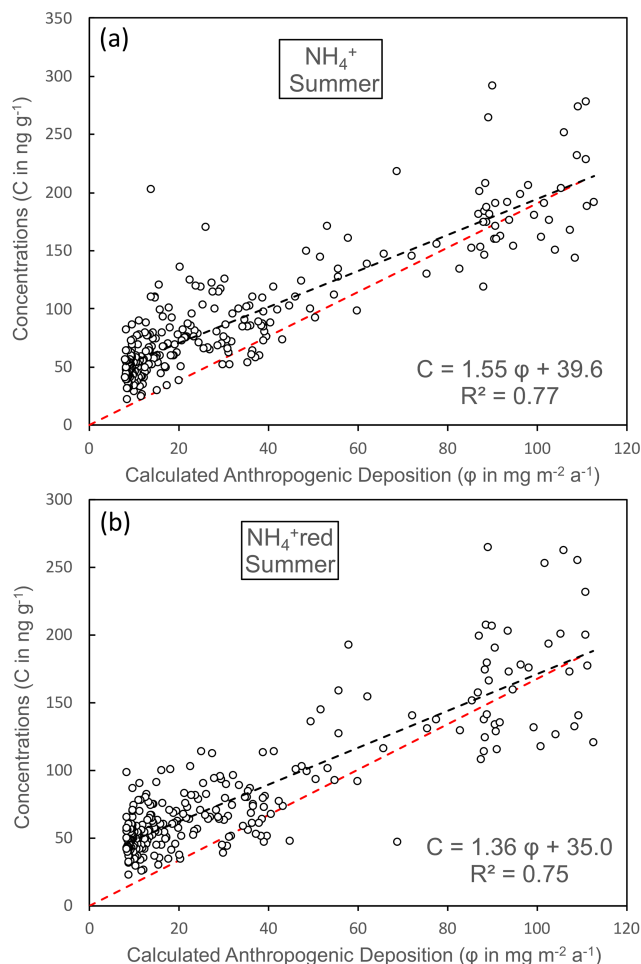 (a)
NH₄⁺
Summer
350
300
250
200
150
100
50
0
Concentrations (C in ng g⁻¹)
C = 1.55 φ + 39.6
R² = 0.77
0 20 40 60 80 100 120
Calculated Anthropogenic Deposition (φ in mg m⁻² a⁻¹)
(b)
NH₄⁺red
Summer
300
250
200
150
100
50
0
Concentrations (C in ng g⁻¹)
C = 1.36 φ + 35.0
R² = 0.75
0 20 40 60 80 100 120
Calculated Anthropogenic Deposition (φ in mg m⁻² a⁻¹)